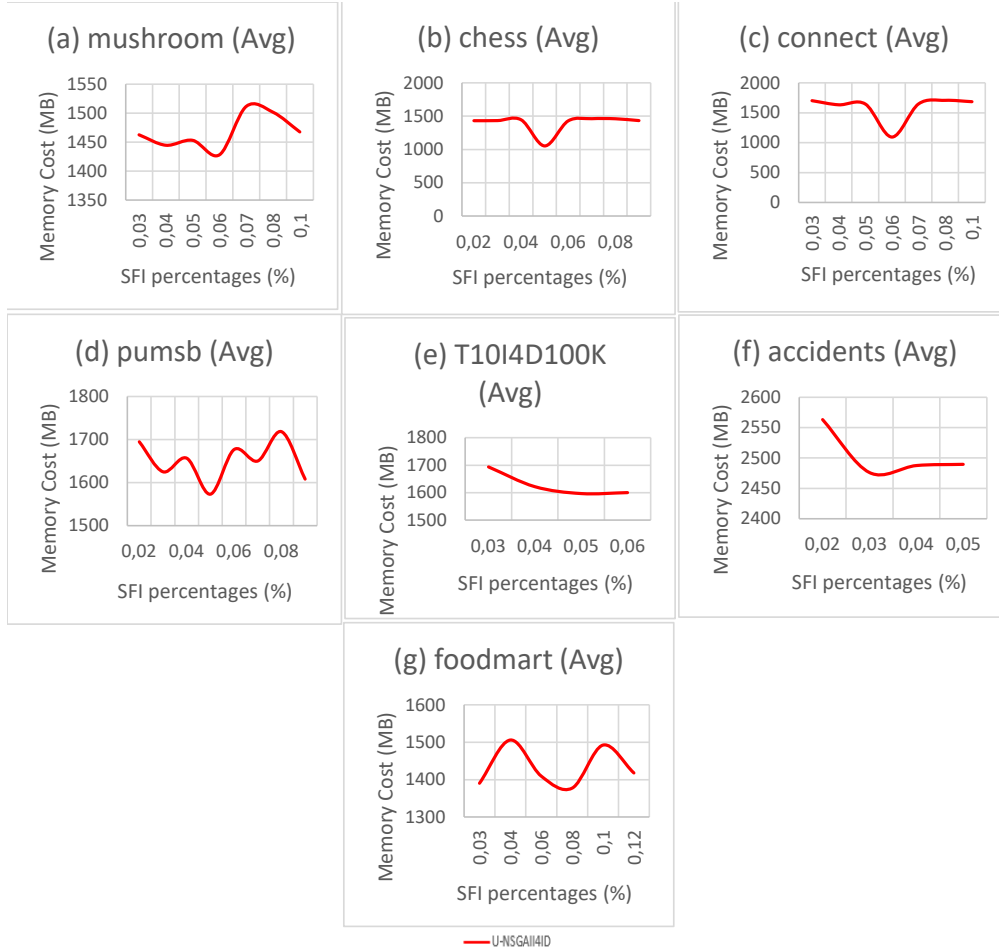 (a) mushroom (Avg)
Memory Cost (MB)
1550
1500
1450
1400
1350
0,03
0,04
0,05
0,06
0,07
0,08
0,1
SFI percentages (%)
(b) chess (Avg)
Memory Cost (MB)
2000
1500
1000
500
0
0,02 0,04 0,06 0,08
SFI percentages (%)
(c) connect (Avg)
Memory Cost (MB)
2000
1500
1000
500
0
0,03
0,04
0,05
0,06
0,07
0,08
0,1
SFI percentages (%)
(d) pumsb (Avg)
Memory Cost (MB)
1800
1700
1600
1500
0,02 0,04 0,06 0,08
SFI percentages (%)
(e) T10I4D100K
(Avg)
Memory Cost (MB)
1800
1700
1600
1500
0,03 0,04 0,05 0,06
SFI percentages (%)
(f) accidents (Avg)
Memory Cost (MB)
2600
2550
2500
2450
2400
0,02 0,03 0,04 0,05
SFI percentages (%)
(g) foodmart (Avg)
Memory Cost (MB)
1600
1500
1400
1300
0,03
0,04
0,06
0,08
0,1
0,12
SFI percentages (%)
U-NSGAII4ID